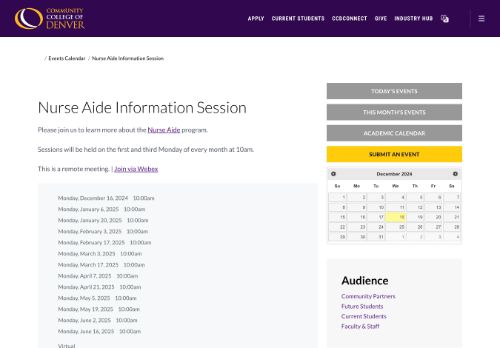 COMMUNITY
COLLEGE OF
DENVER
APPLY CURRENT STUDENTS CCDCONNECT GIVE INDUSTRY HUB
/ Events Calendar / Nurse Aide Information Session
Nurse Aide Information Session
Please join us to learn more about the Nurse Aide program.
Sessions will be held on the first and third Monday of every month at 10am.
This is a remote meeting. | Join via Webex
Monday, December 16, 2024 10:00am
Monday, January 6, 2025 10:00am
Monday, January 20, 2025 10:00am
Monday, February 3, 2025 10:00am
Monday, February 17, 2025 10:00am
Monday, March 3, 2025 10:00am
Monday, March 17, 2025 10:00am
Monday, April 7, 2025 10:00am
Monday, April 21, 2025 10:00am
Monday, May 5, 2025 10:00am
Monday, May 19, 2025 10:00am
Monday, June 2, 2025 10:00am
Monday, June 16, 2025 10:00am
Virtual
TODAY'S EVENTS
THIS MONTH'S EVENTS
ACADEMIC CALENDAR
SUBMIT AN EVENT
December 2024
Su Mo Tu We Th Fr Sa
1 2 3 4 5 6 7
8 9 10 11 12 13 14
15 16 17 18 19 20 21
22 23 24 25 26 27 28
29 30 31 1 2 3 4
Audience
Community Partners
Future Students
Current Students
Faculty & Staff